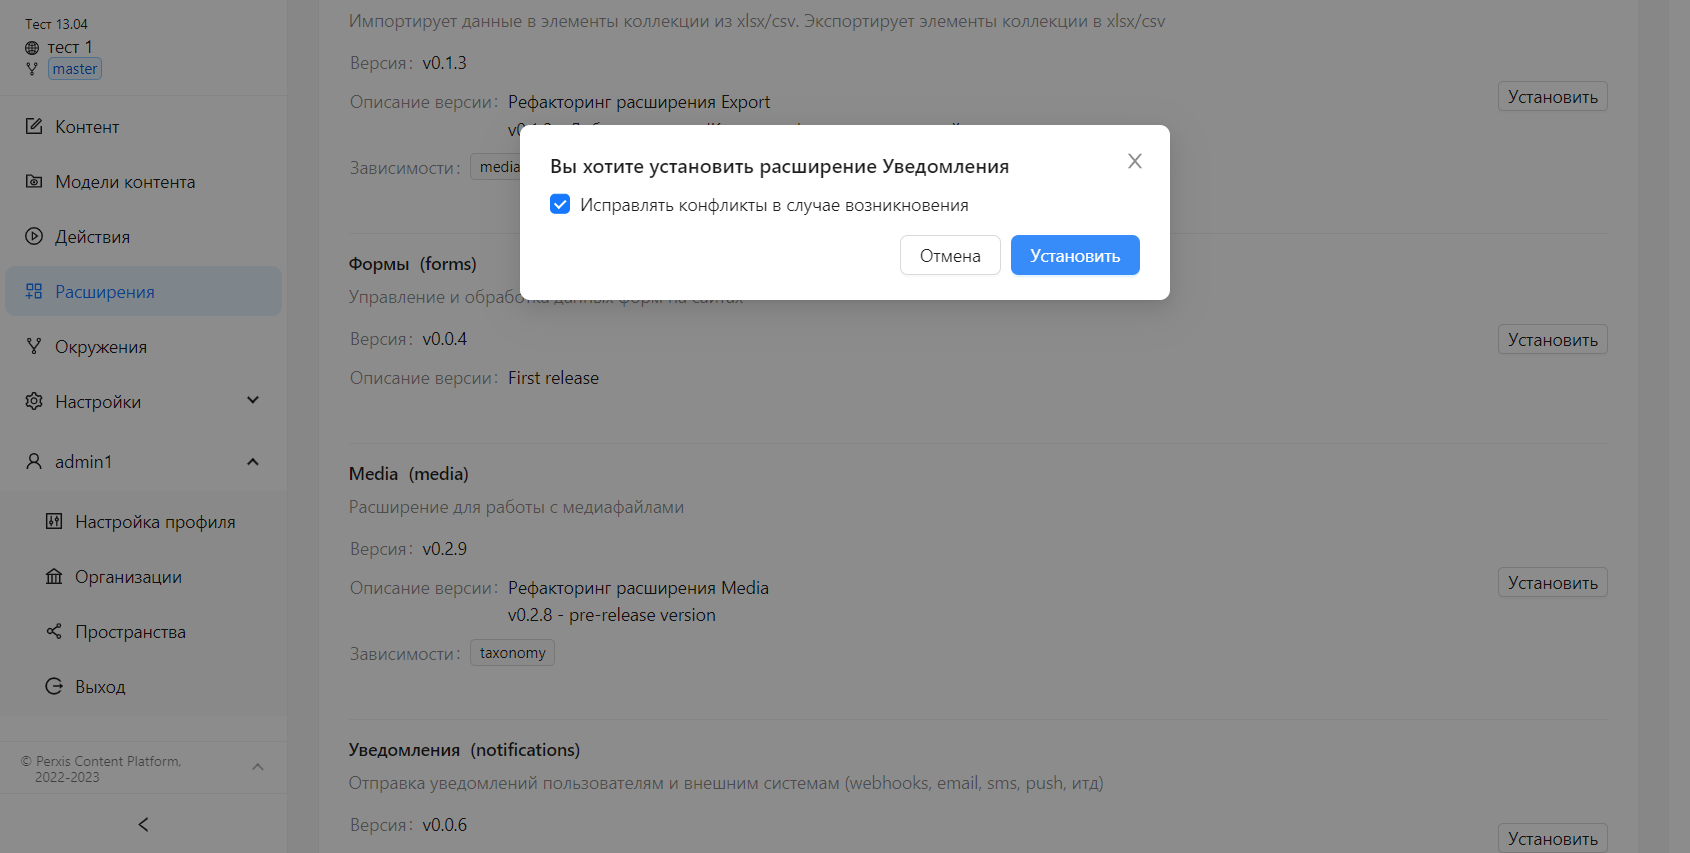 Тест 13.04
тест 1
master
Контент
Модели контента
Действия
Расширения
Окружения
Настройки
admin1
Настройка профиля
Организации
Пространства
Выход
© Perxis Content Platform,
2022-2023
Импортирует данные в элементы коллекции из xlsx/csv. Экспортирует элементы коллекции в xlsx/csv
Версия: v0.1.3
Описание версии: Рефакторинг расширения Export
Зависимости: media
Установить
Вы хотите установить расширение Уведомления
Исправлять конфликты в случае возникновения
Отмена
Установить
Формы (forms)
Управление и обработка данных форм на сайтах
Версия: v0.0.4
Установить
Описание версии: First release
Media (media)
Расширение для работы с медиафайлами
Версия: v0.2.9
Описание версии: Рефакторинг расширения Media
v0.2.8 - pre-release version
Установить
Зависимости: taxonomy
Уведомления (notifications)
Отправка уведомлений пользователям и внешним системам (webhooks, email, sms, push, итд)
Версия: v0.0.6
Установить